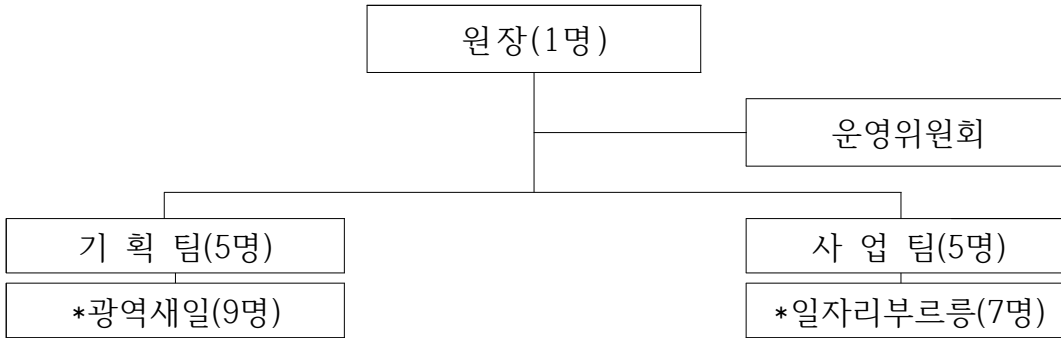 원장(1명)
운영위원회
기 획 팀(5명)
사 업 팀(5명)
*광역새일(9명)
*일자리부르릉(7명)